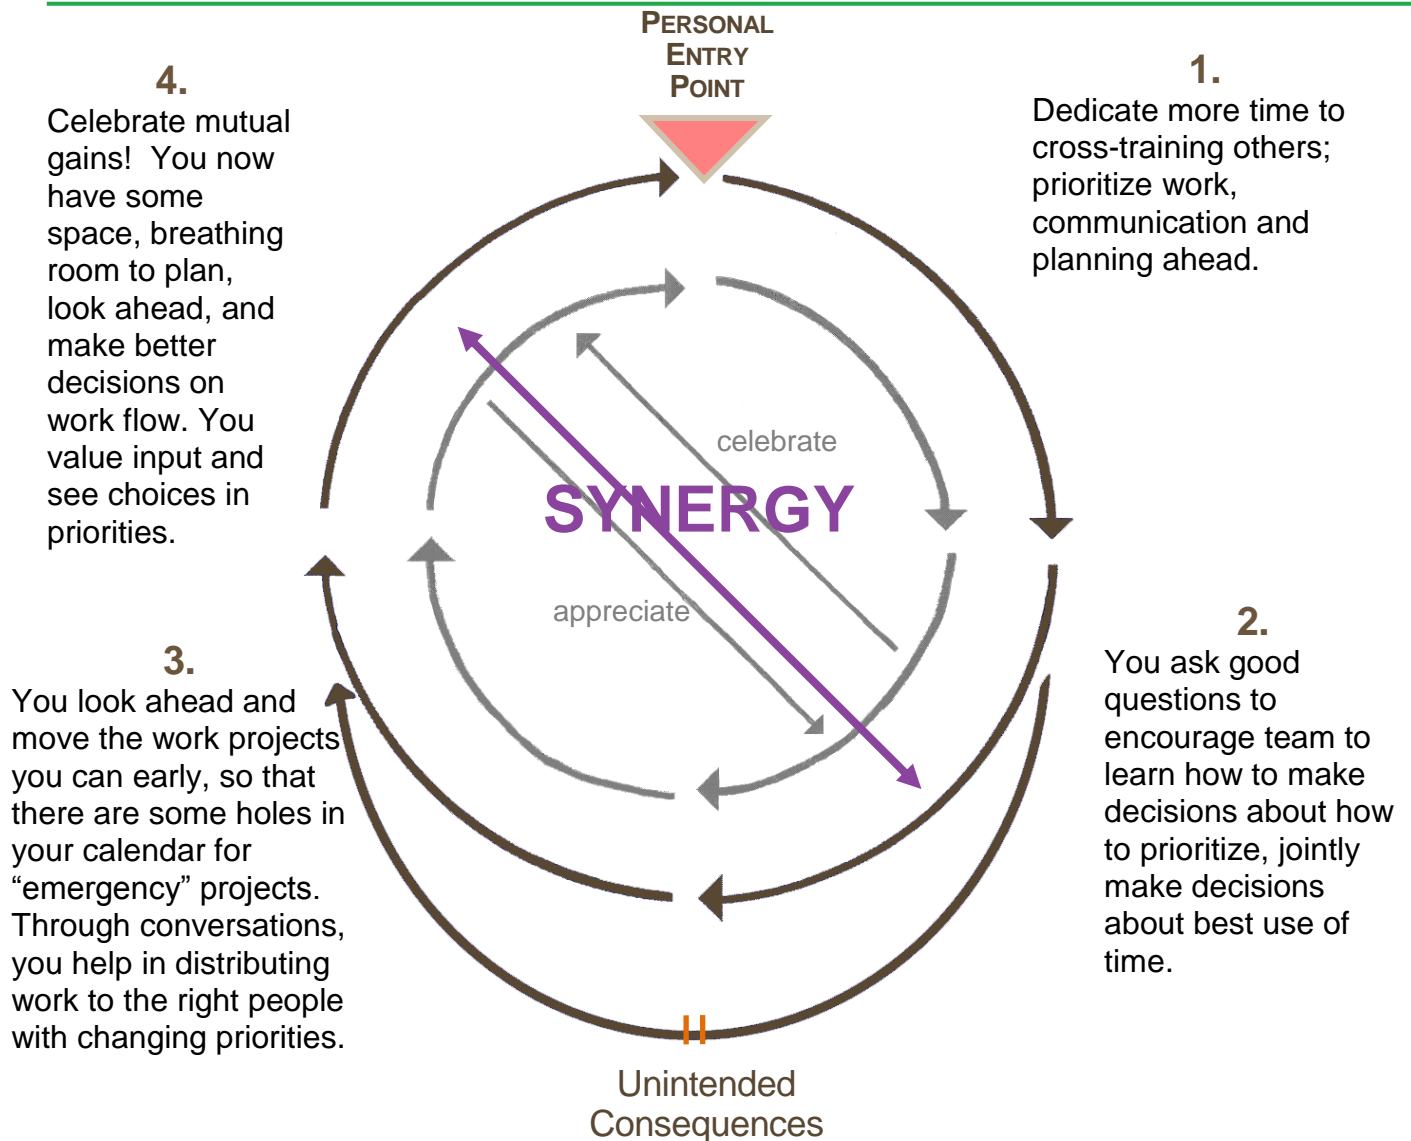 PERSONAL
ENTRY
POINT
1.
Dedicate more time to
cross-training others;
prioritize work,
communication and
planning ahead.
2.
You ask good
questions to
encourage team to
learn how to make
decisions about how
to prioritize, jointly
make decisions
about best use of
time.
3.
You look ahead and
move the work projects
you can early, so that
there are some holes in
your calendar for
“emergency” projects.
Through conversations,
you help in distributing
work to the right people
with changing priorities.
4.
Celebrate mutual
gains!  You now
have some
space, breathing
room to plan,
look ahead, and
make better
decisions on
work flow. You
value input and
see choices in
priorities.
celebrate
SYNERGY
appreciate
Unintended
Consequences